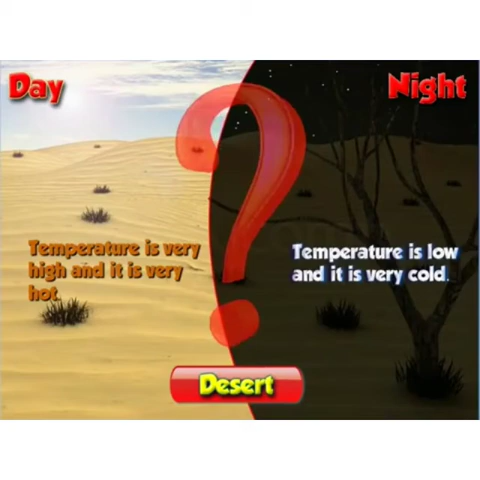 Day
Night
Temperature is very
high and it is very
hot.
Temperature is low
and it is very cold.
Desert